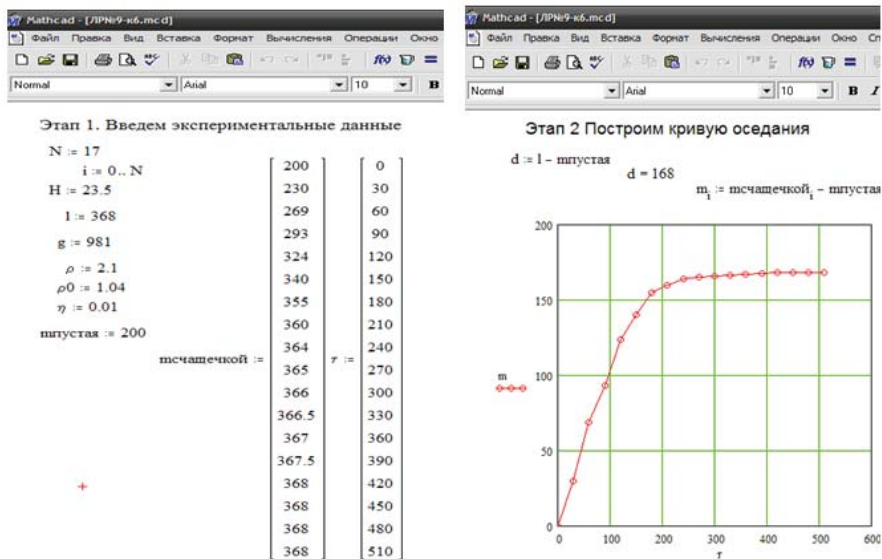 Mathcad - [ЛР№9-к6.mcd]
Файл Правка Вид Вставка Формат Вычисления Операции Окно
Normal Arial 10 B
Этап 1. Введем экспериментальные данные
N := 17
i := 0.. N
H := 23.5
l := 368
g := 981
ρ := 2.1
ρ0 := 1.04
η := 0.01
mпустая := 200
mсчащечкой :=
200
230
269
293
324
340
355
360
364
365
366
366.5
367
367.5
368
368
368
368
τ :=
0
30
60
90
120
150
180
210
240
270
300
330
360
390
420
450
480
510
Mathcad - [ЛР№9-к6.mcd]
Файл Правка Вид Вставка Формат Вычисления Операции Окно
Normal Arial 10 B I
Этап 2 Построим кривую оседания
d := l − mпустая
d = 168
m i := mсчащечкой i − mпустая
200
150
100
50
0
m
0 100 200 300 400 500 600
τ